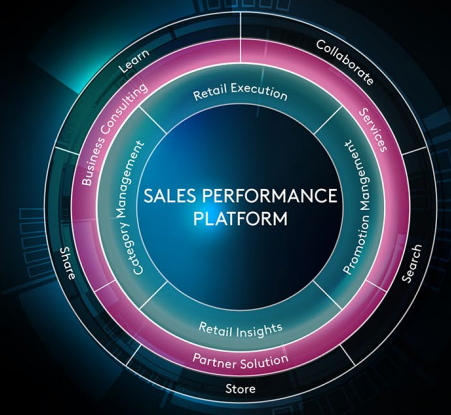 Learn
Collaborate
Business Consulting
Retail Execution
Services
Category Management
SALES PERFORMANCE
PLATFORM
Promotion Mangement
Share
Search
Retail Insights
Partner Solution
Store